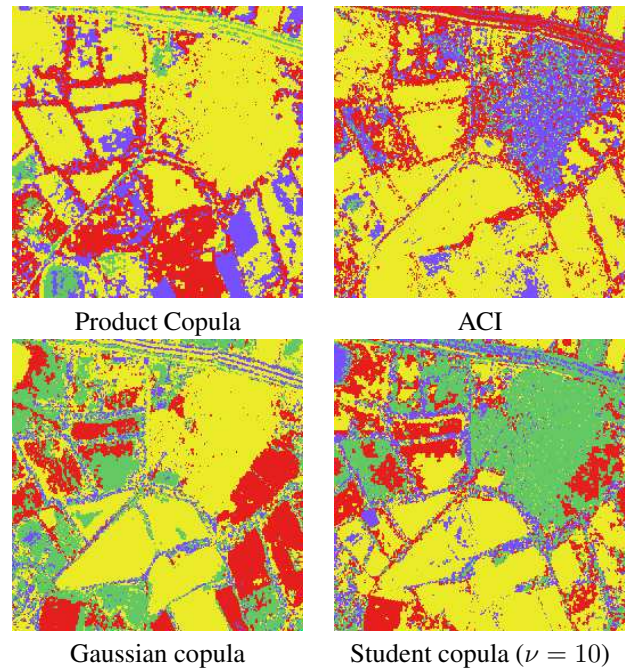 Product Copula
ACI
Gaussian copula
Student copula (ν = 10)